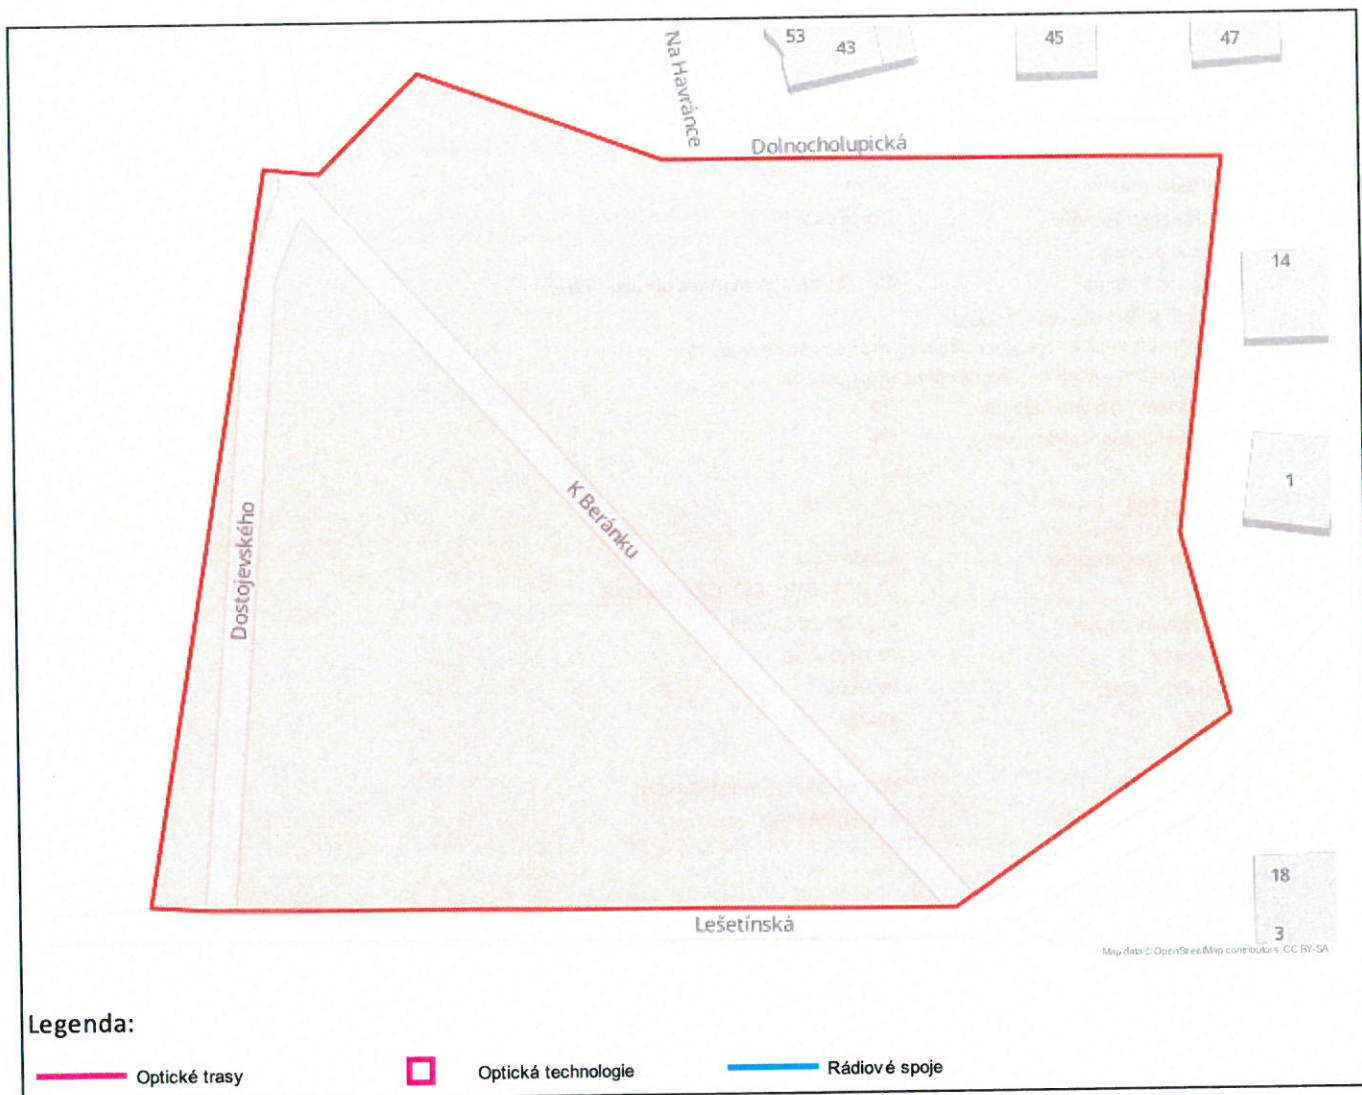 53
43
45
47
Na Havránce
Dolnocholupická
14
1
K Beránku
Dostojevského
18
3
Lešetínská
Map data © OpenStreetMap contributors, CC BY-SA
Legenda:
Optické trasy
Optická technologie
Rádiové spoje